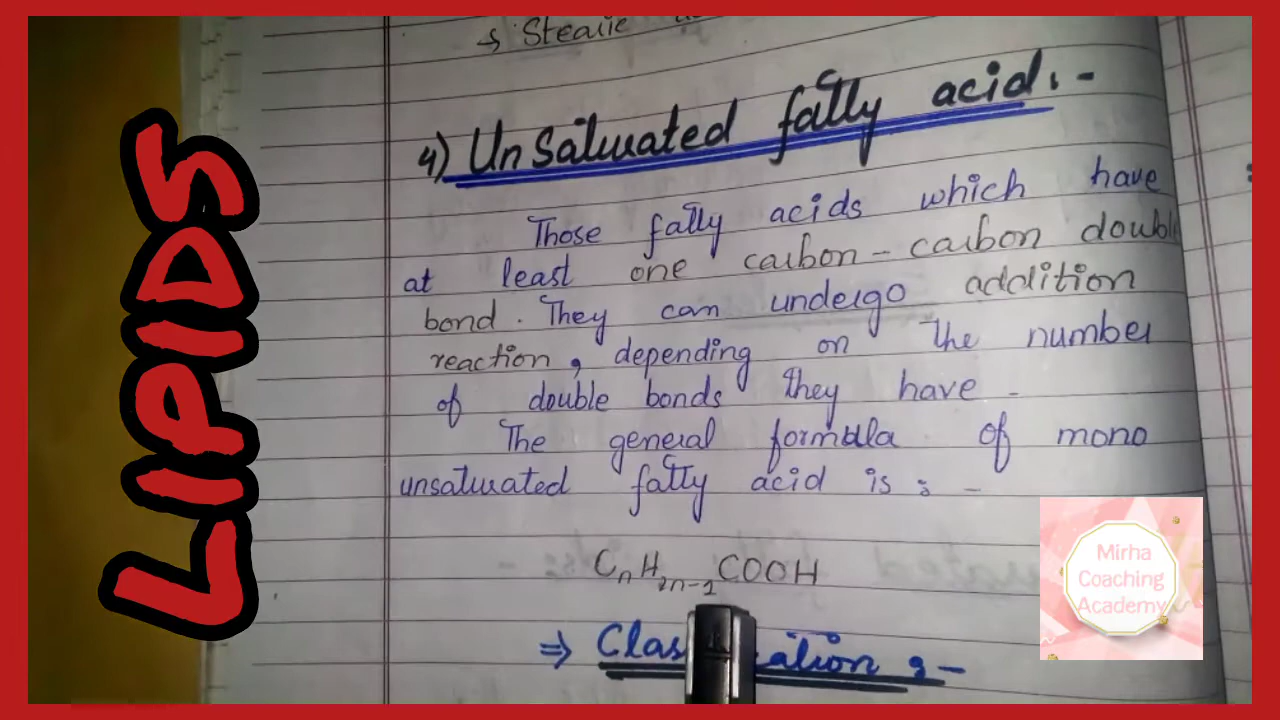 LIPIDS
→ Stearic
4) Unsaturated fatty acid :-
Those fatty acids which have
at least one carbon - carbon double
bond . They can undergo addition
reaction , depending on the number
of double bonds they have -
The general formula of mono
unsaturated fatty acid is : -
CnH2n-1COOH
⇒ Classification :-
Mirha
Coaching
Academy